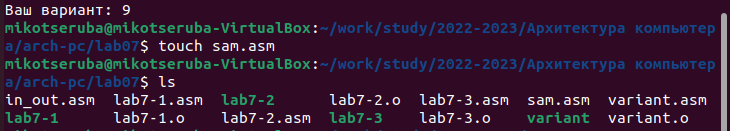 Ваш вариант: 9
mikotseruba@mikotseruba-VirtualBox:~/work/study/2022-2023/Архитектура компьютер
а/arch-pc/lab07$ touch sam.asm
mikotseruba@mikotseruba-VirtualBox:~/work/study/2022-2023/Архитектура компьютер
а/arch-pc/lab07$ ls
in_out.asm lab7-1.asm lab7-2 lab7-2.o lab7-3.asm sam.asm variant.asm
lab7-1 lab7-1.o lab7-2.asm lab7-3 lab7-3.o variant variant.o